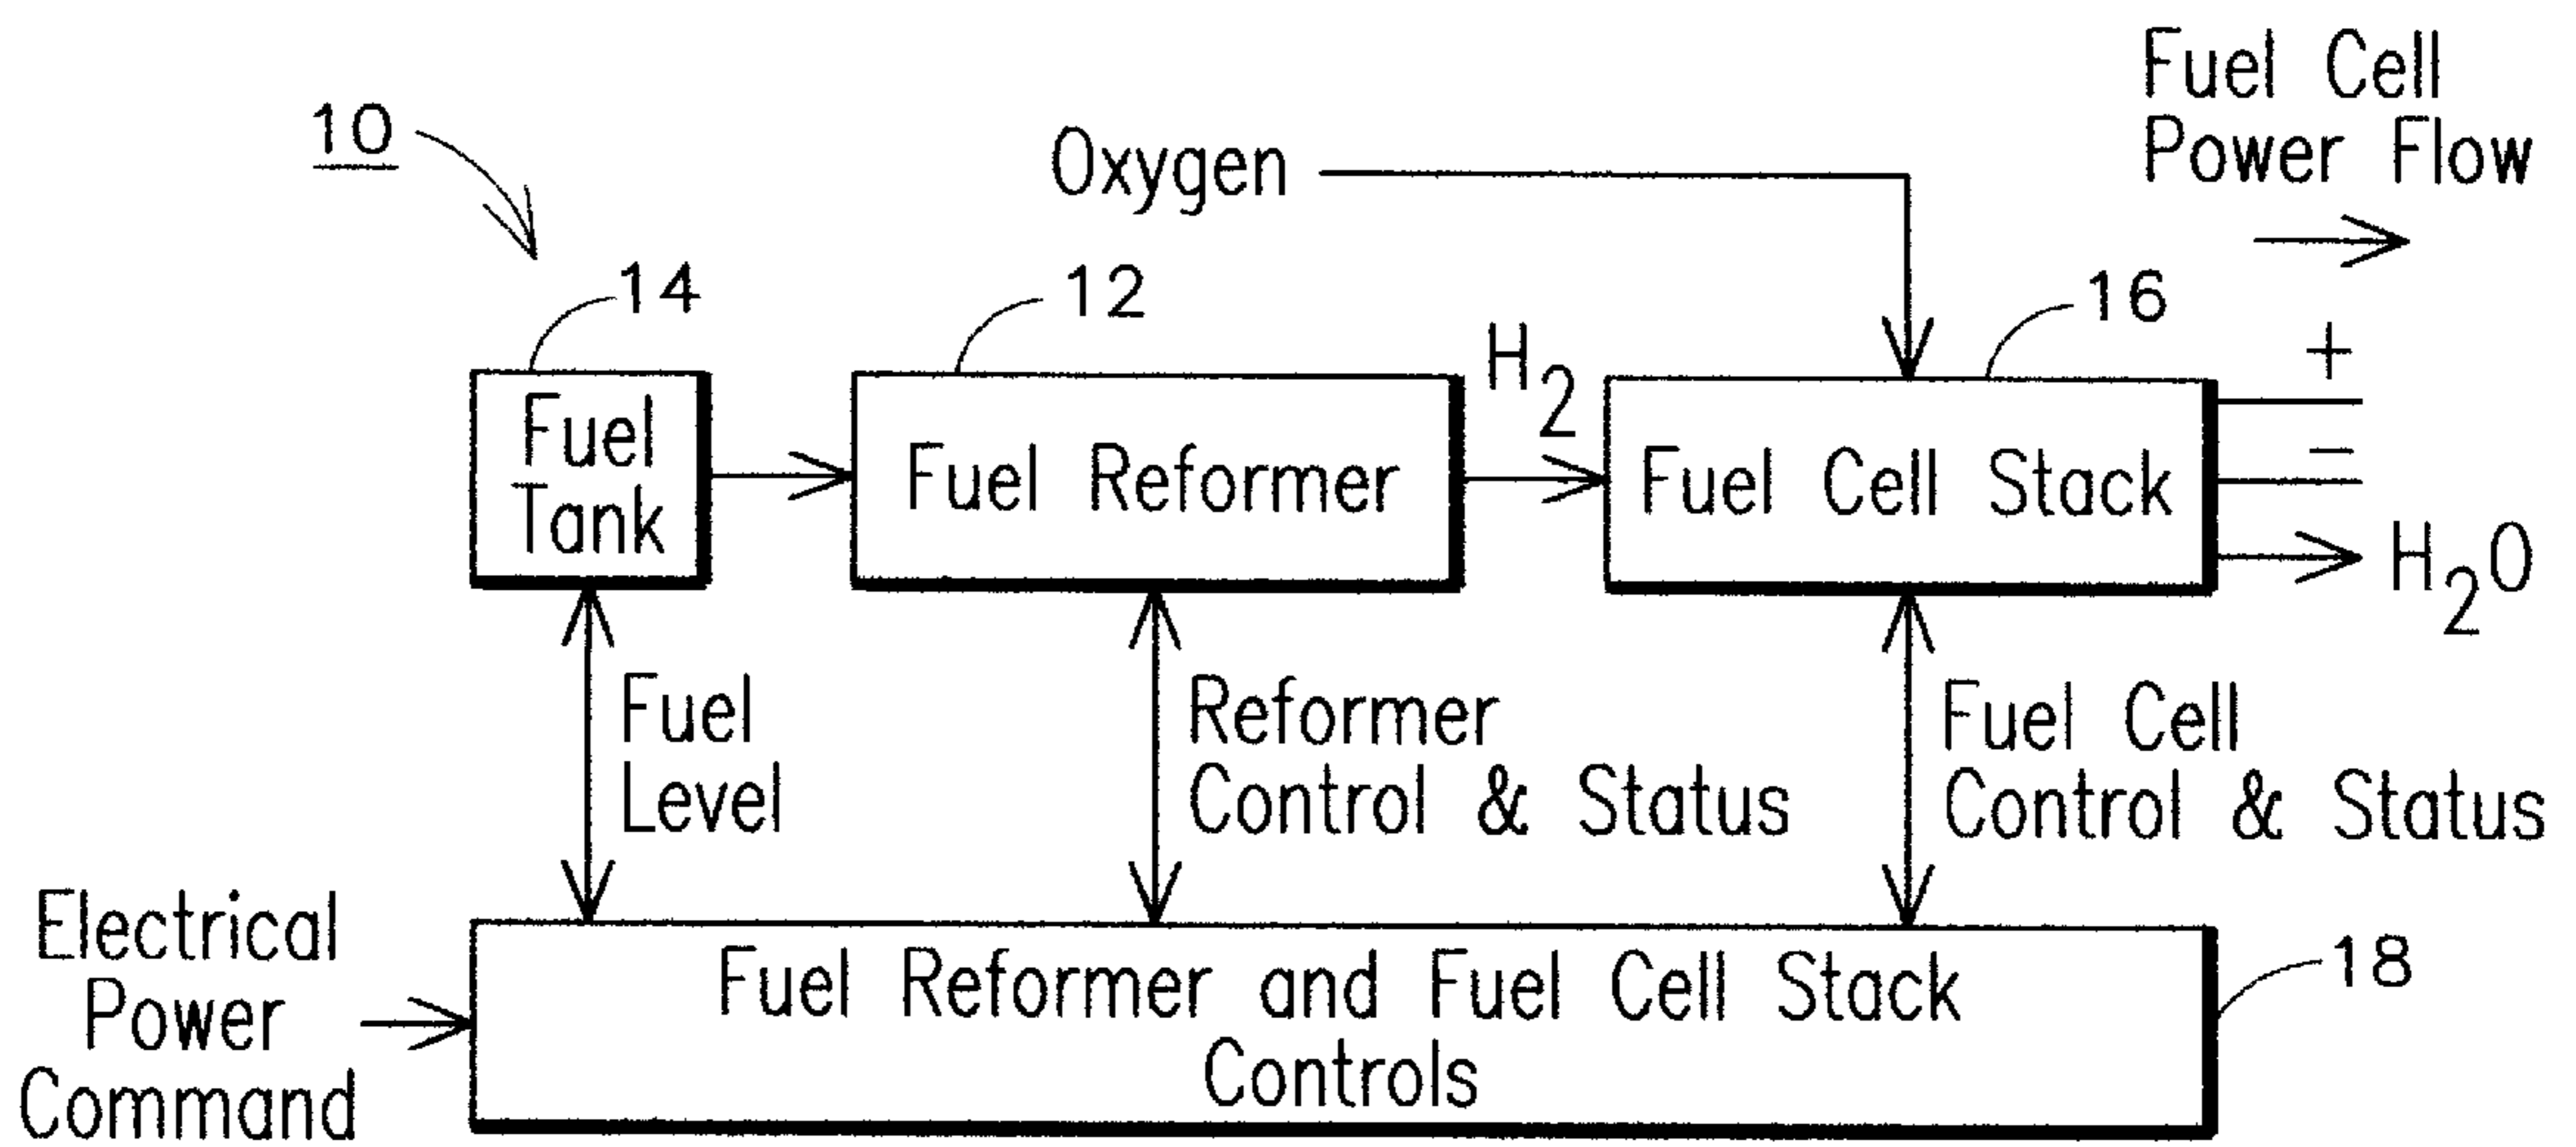 Fuel Cell
Power Flow
10
Oxygen
14
12
16
H2
+
Fuel
Tank
Fuel Reformer
Fuel Cell Stack
−
H2O
Fuel
Level
Reformer
Control & Status
Fuel Cell
Control & Status
Electrical
Power
Command
Fuel Reformer and Fuel Cell Stack
Controls
18